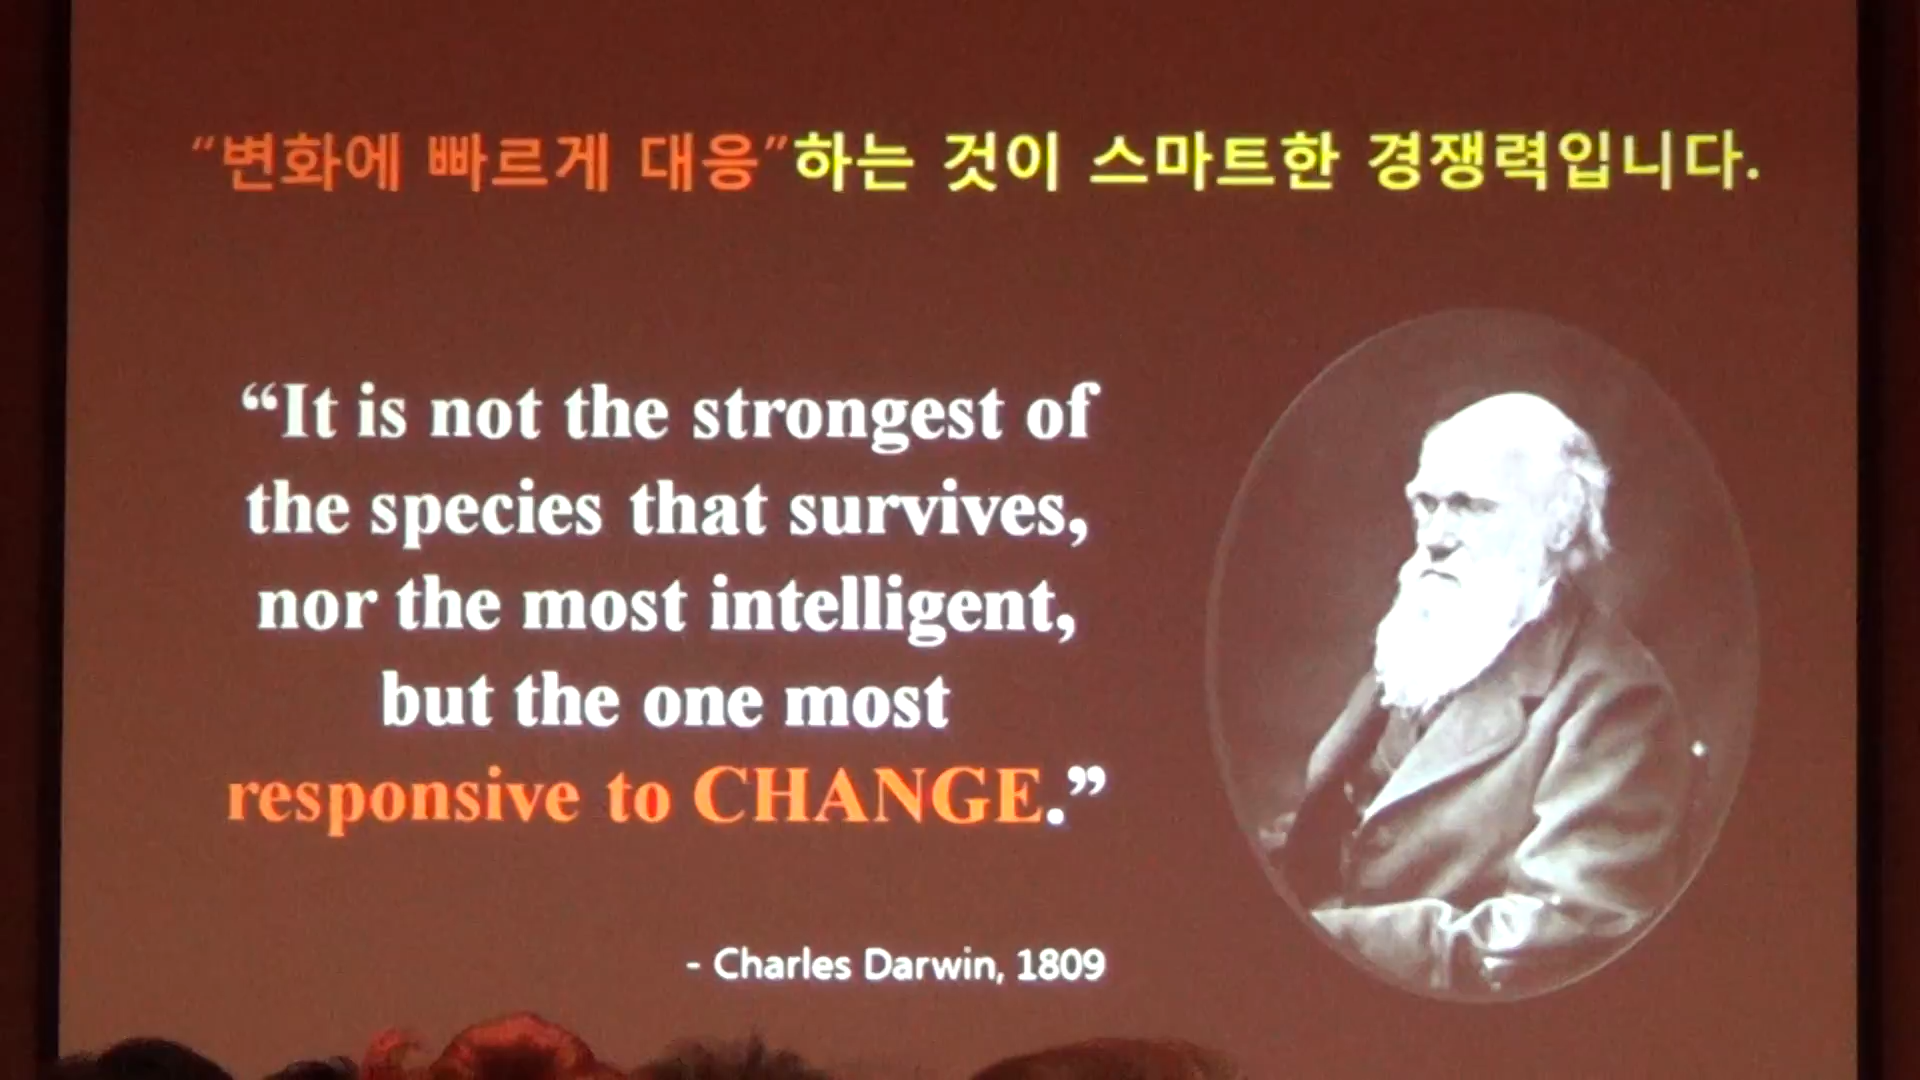 “변화에 빠르게 대응”하는 것이 스마트한 경쟁력입니다.
“It is not the strongest of
the species that survives,
nor the most intelligent,
but the one most
responsive to CHANGE.”
- Charles Darwin, 1809